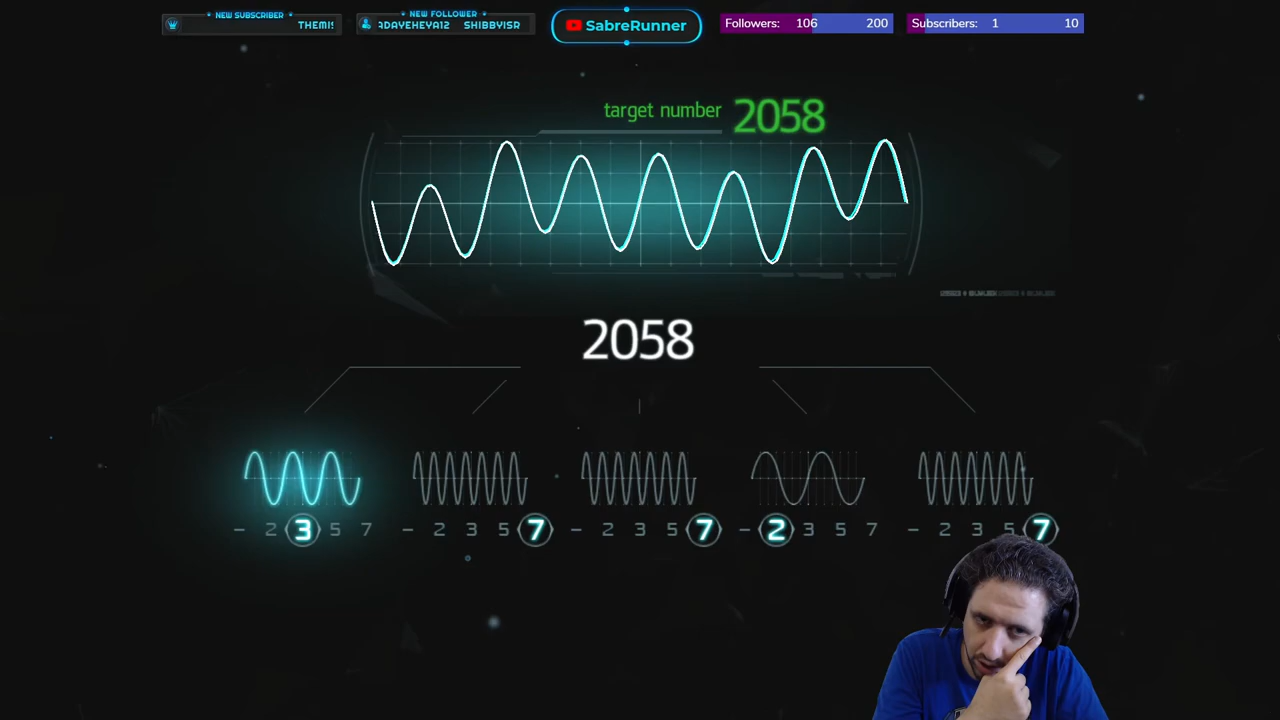 NEW SUBSCRIBER
THEMI
NEW FOLLOWER
ADAYEHEYA12 SHIBBYISR
SabreRunner
Followers: 106 200
Subscribers: 1 10
target number 2058
2058
– 2 3 5 7
– 2 3 5 7
– 2 3 5 7
– 2 3 5 7
– 2 3 5 7